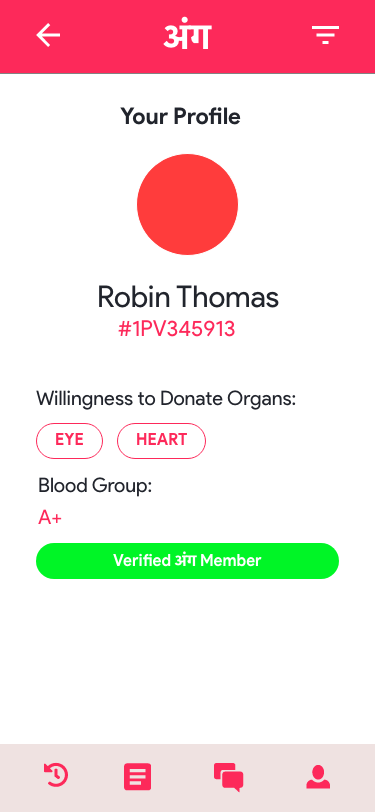 अंग
Your Profile
Robin Thomas
#1PV345913
Willingness to Donate Organs:
EYE HEART
Blood Group:
A+
Verified अंग Member